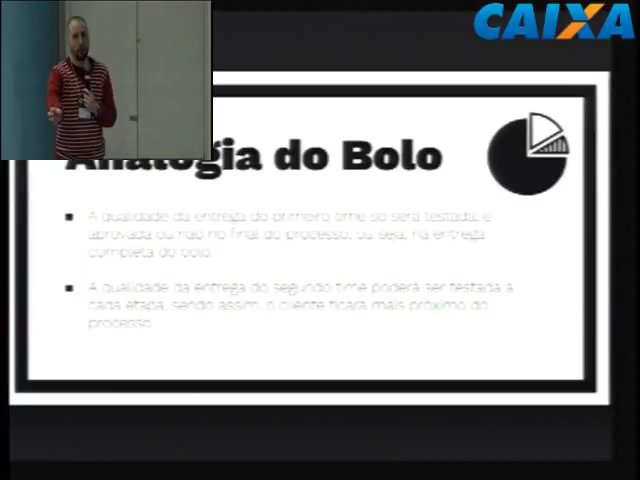 CAIXA
Analogia do Bolo
A qualidade da entrega do primeiro time só será testada, e
aprovada ou não no final do processo, ou seja, na entrega
completa do bolo.
A qualidade da entrega do segundo time poderá ser testada a
cada etapa, sendo assim, o cliente ficará mais próximo do
processo